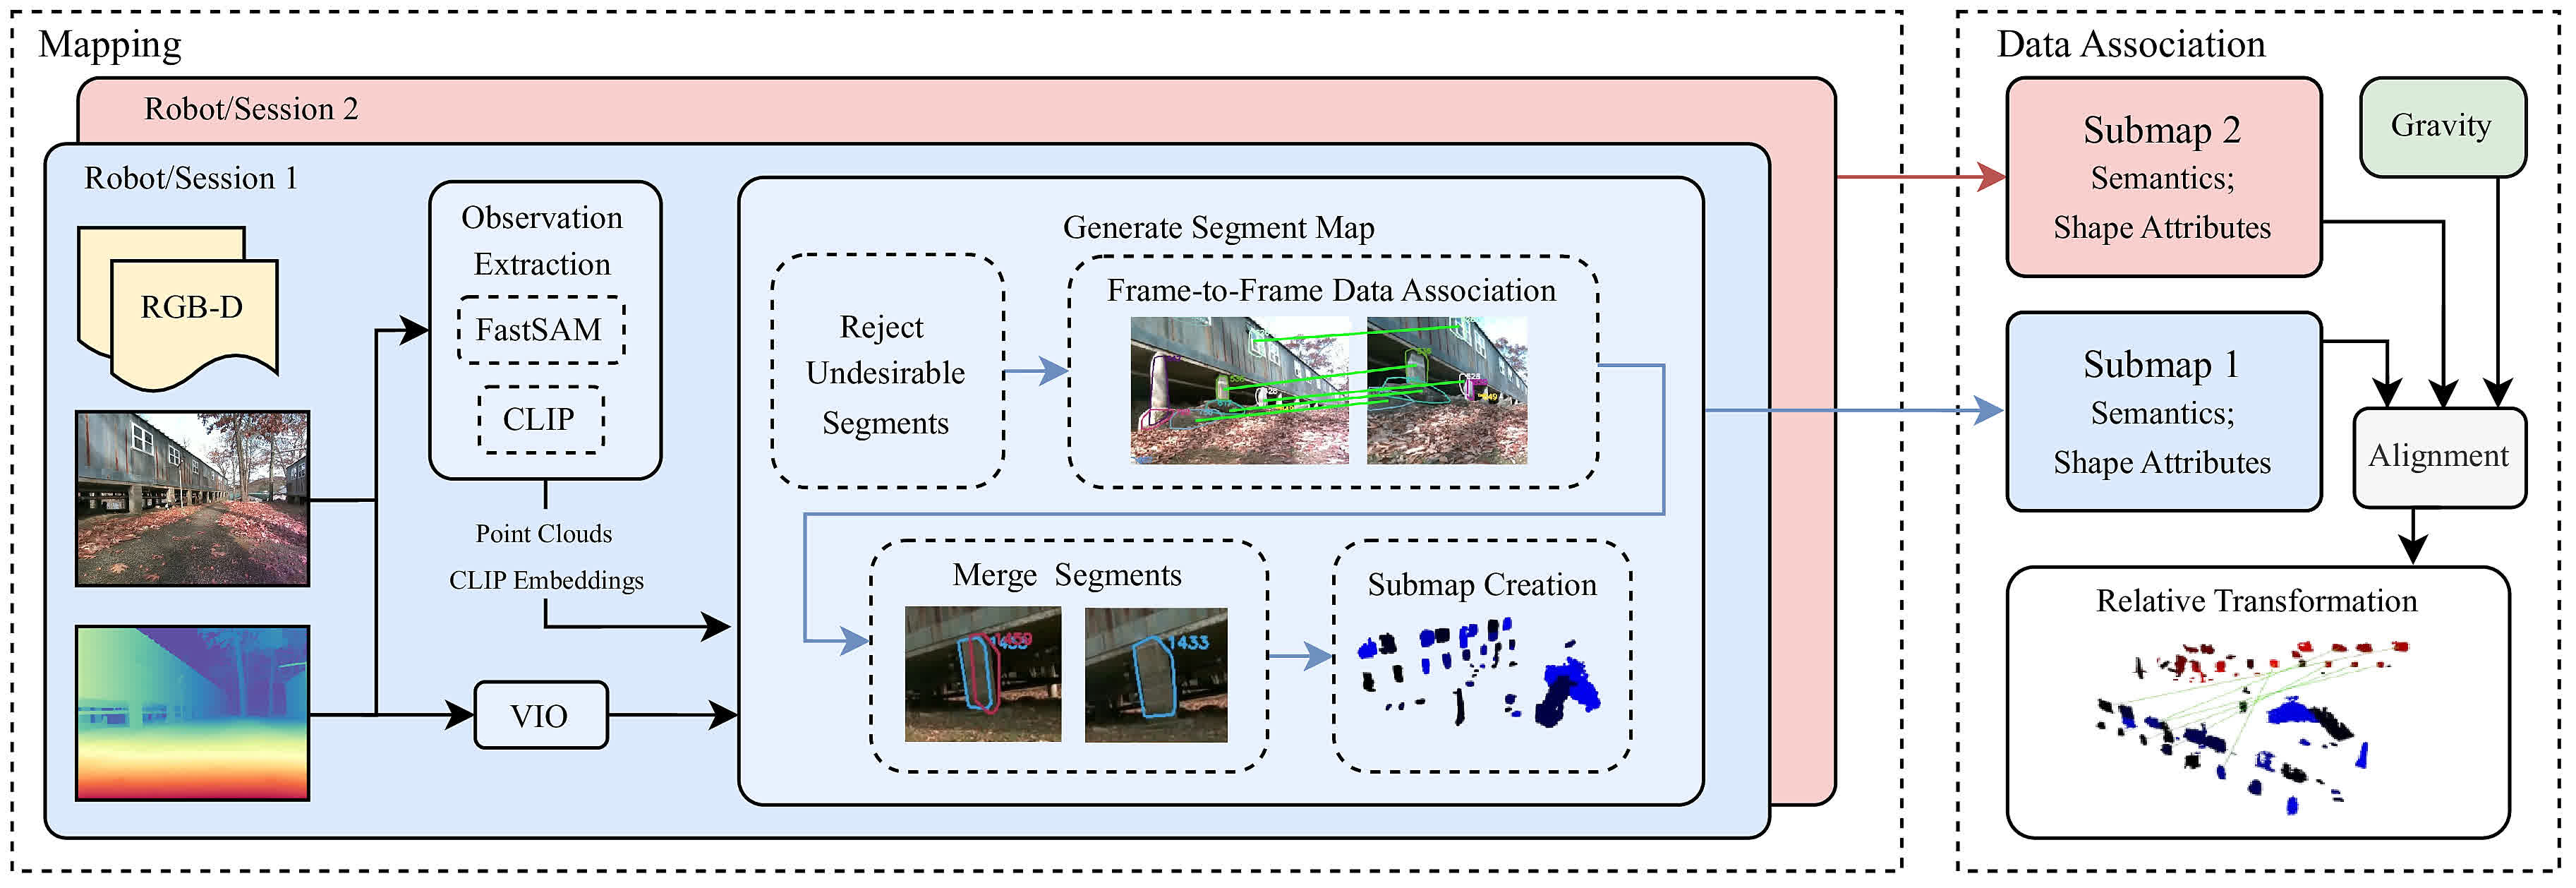 Mapping
Robot/Session 2
Robot/Session 1
RGB-D
Observation
Extraction
FastSAM
CLIP
Point Clouds
CLIP Embeddings
VIO
Generate Segment Map
Reject
Undesirable
Segments
Frame-to-Frame Data Association
Merge Segments
1433
Submap Creation
Data Association
Submap 2
Semantics;
Shape Attributes
Gravity
Submap 1
Semantics;
Shape Attributes
Alignment
Relative Transformation